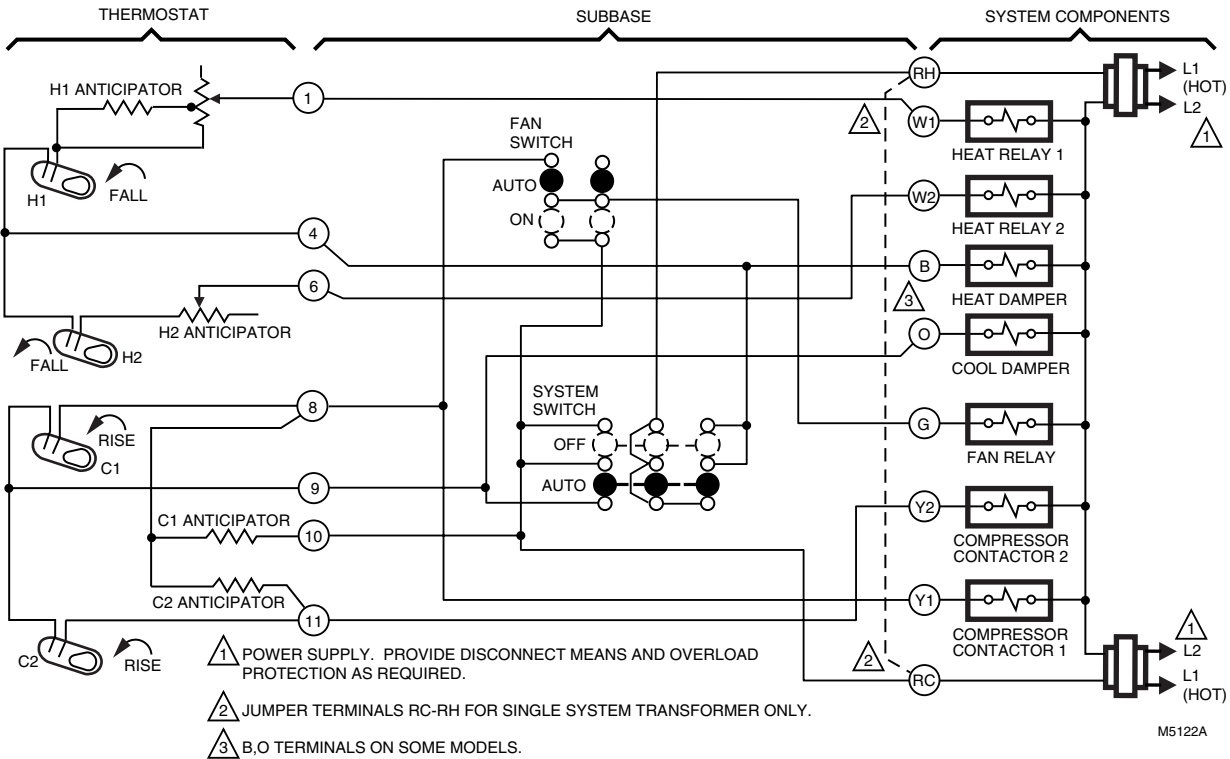 THERMOSTAT
SUBBASE
SYSTEM COMPONENTS
H1 ANTICIPATOR
1
H1
FALL
4
6
H2 ANTICIPATOR
FALL
H2
8
RISE
C1
9
C1 ANTICIPATOR
10
C2 ANTICIPATOR
11
C2
RISE
FAN
SWITCH
AUTO
ON
SYSTEM
SWITCH
OFF
AUTO
RH
2
W1
HEAT RELAY 1
W2
HEAT RELAY 2
B
3
HEAT DAMPER
O
COOL DAMPER
G
FAN RELAY
Y2
COMPRESSOR
CONTACTOR 2
Y1
COMPRESSOR
CONTACTOR 1
2
RC
L1
(HOT)
L2
1
1
L2
L1
(HOT)
1 POWER SUPPLY. PROVIDE DISCONNECT MEANS AND OVERLOAD
PROTECTION AS REQUIRED.
2 JUMPER TERMINALS RC-RH FOR SINGLE SYSTEM TRANSFORMER ONLY.
3 B,O TERMINALS ON SOME MODELS.
M5122A